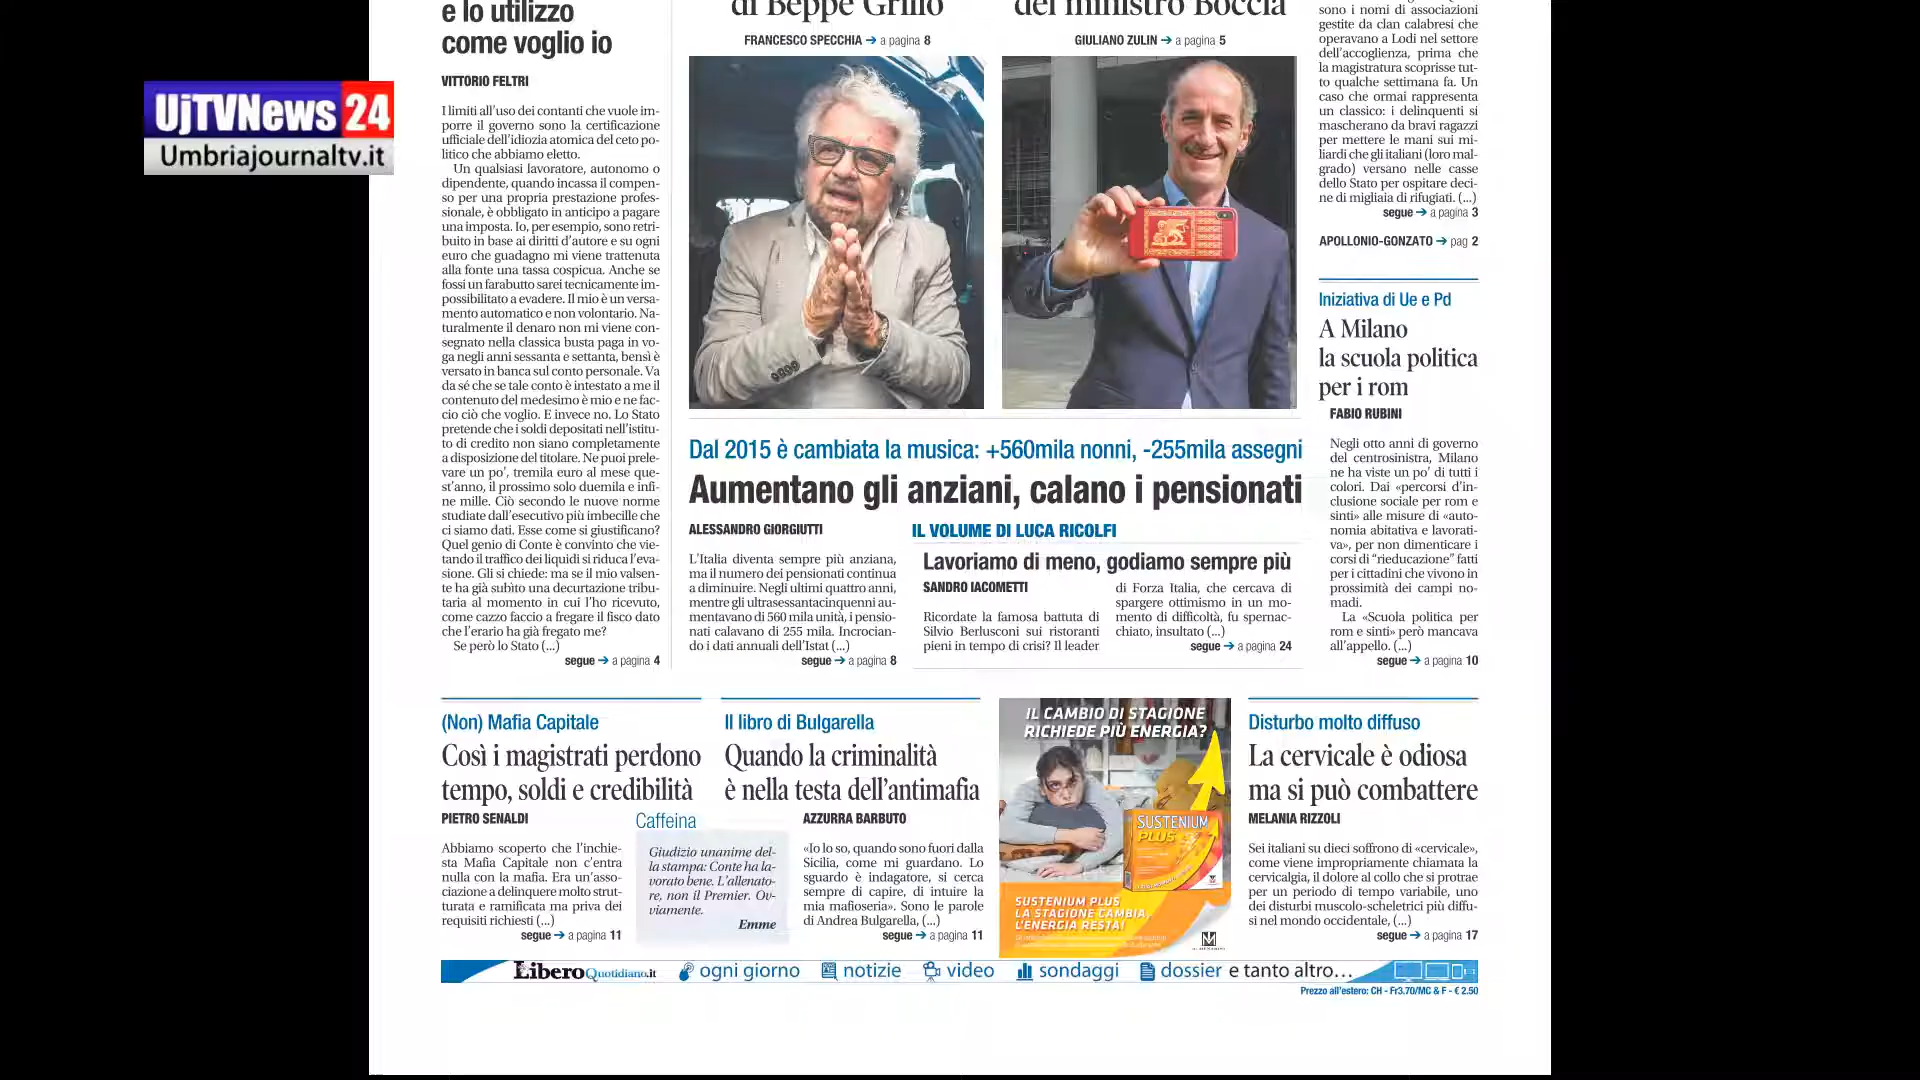 UjTVNews 24
Umbriajournaltv.it
e lo utilizzo
come voglio io
VITTORIO FELTRI
I limiti all'uso dei contanti che vuole im-
porre il governo sono la certificazione
ufficiale dell'idiozia atomica del ceto po-
litico che abbiamo eletto.
Un qualsiasi lavoratore, autonomo o
dipendente, quando incassa il compen-
so per una propria prestazione profes-
sionale, è obbligato in anticipo a pagare
una imposta. Io, per esempio, sono retri-
buito in base ai diritti d'autore e su ogni
euro che guadagno mi viene trattenuta
alla fonte una tassa cospicua. Anche se
fossi un farabutto sarei tecnicamente im-
possibilitato a evadere. Il mio è un versa-
mento automatico e non volontario. Na-
turalmente il denaro non mi viene con-
segnato nella classica busta paga in vo-
ga negli anni sessanta e settanta, bensì è
versato in banca sul conto personale. Va
da sé che se tale conto è intestato a me il
contenuto del medesimo è mio e ne fac-
cio ciò che voglio. E invece no. Lo Stato
pretende che i soldi depositati nell'istitu-
to di credito non siano completamente
a disposizione del titolare. Ne puoi prele-
vare un po', tremila euro al mese que-
st'anno, il prossimo solo duemila e infi-
ne mille. Ciò secondo le nuove norme
studiate dall'esecutivo più imbecille che
ci siamo dati. Esse come si giustificano?
Quel genio di Conte è convinto che vie-
tando il traffico dei liquidi si riduca l'eva-
sione. Gli si chiede: ma se il mio valsen-
te ha già subito una decurtazione tribu-
taria al momento in cui l'ho ricevuto,
come cazzo faccio a fregare il fisco dato
che l'erario ha già fregato me?
Se però lo Stato (...)
segue ➔ a pagina 4
di Beppe Grillo
FRANCESCO SPECCHIA ➔ a pagina 8
del ministro Boccia
GIULIANO ZULIN ➔ a pagina 5
Dal 2015 è cambiata la musica: +560mila nonni, -255mila assegni
Aumentano gli anziani, calano i pensionati
ALESSANDRO GIORGIUTTI
L'Italia diventa sempre più anziana,
ma il numero dei pensionati continua
a diminuire. Negli ultimi quattro anni,
mentre gli ultrasessantacinquenni au-
mentavano di 560 mila unità, i pensio-
nati calavano di 255 mila. Incrocian-
do i dati annuali dell'Istat (...)
segue ➔ a pagina 8
IL VOLUME DI LUCA RICOLFI
Lavoriamo di meno, godiamo sempre più
SANDRO IACOMETTI
Ricordate la famosa battuta di
Silvio Berlusconi sui ristoranti
pieni in tempo di crisi? Il leader
di Forza Italia, che cercava di
spargere ottimismo in un mo-
mento di difficoltà, fu spernac-
chiato, insultato (...)
segue ➔ a pagina 24
sono i nomi di associazioni
gestite da clan calabresi che
operavano a Lodi nel settore
dell'accoglienza, prima che
la magistratura scoprisse tut-
to qualche settimana fa. Un
caso che ormai rappresenta
un classico: i delinquenti si
mascherano da bravi ragazzi
per mettere le mani sui mi-
liardi che gli italiani (loro mal-
grado) versano nelle casse
dello Stato per ospitare deci-
ne di migliaia di rifugiati. (...)
segue ➔ a pagina 3
APOLLONIO-GONZATO ➔ pag 2
Iniziativa di Ue e Pd
A Milano
la scuola politica
per i rom
FABIO RUBINI
Negli otto anni di governo
del centrosinistra, Milano
ne ha viste un po' di tutti i
colori. Dai «percorsi d'in-
clusione sociale per rom e
sinti» alle misure di «auto-
nomia abitativa e lavorati-
va», per non dimenticare i
corsi di "rieducazione" fatti
per i cittadini che vivono in
prossimità dei campi no-
madi.
La «Scuola politica per
rom e sinti» però mancava
all'appello. (...)
segue ➔ a pagina 10
(Non) Mafia Capitale
Così i magistrati perdono
tempo, soldi e credibilità
PIETRO SENALDI
Abbiamo scoperto che l'inchie-
sta Mafia Capitale non c'entra
nulla con la mafia. Era un'asso-
ciazione a delinquere molto strut-
turata e ramificata ma priva dei
requisiti richiesti (...)
segue ➔ a pagina 11
Caffeina
Giudizio unanime del-
la stampa: Conte ha la-
vorato bene. L'allenato-
re, non il Premier. Ov-
viamente.
Emme
Il libro di Bulgarella
Quando la criminalità
è nella testa dell'antimafia
AZZURRA BARBUTO
«Io lo so, quando sono fuori dalla
Sicilia, come mi guardano. Lo
sguardo è indagatore, si cerca
sempre di capire, di intuire la
mia mafiosità». Sono le parole
di Andrea Bulgarella, (...)
segue ➔ a pagina 11
IL CAMBIO DI STAGIONE
RICHIEDE PIÙ ENERGIA?
SUSTENIUM
PLUS
SUSTENIUM PLUS
LA STAGIONE CAMBIA,
L'ENERGIA RESTA!
Disturbo molto diffuso
La cervicale è odiosa
ma si può combattere
MELANIA RIZZOLI
Sei italiani su dieci soffrono di «cervicale»,
come viene impropriamente chiamata la
cervicalgia, il dolore al collo che si protrae
per un periodo di tempo variabile, uno
dei disturbi muscolo-scheletrici più diffu-
si nel mondo occidentale, (...)
segue ➔ a pagina 17
LiberoQuotidiano.it ogni giorno notizie video sondaggi dossier e tanto altro...
Prezzo all'estero: CH - Fr3.70/MC & F - € 2.50